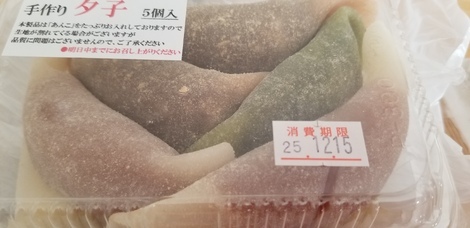 手作り 夕子 5個入
本製品は「あんこ」をたっぷりお入れしておりますので
生地が擦れてくる場合がございますが
品質に問題はございませんので、ご了承ください
●明日中までにお召し上がりください
消費期限
25.12.15